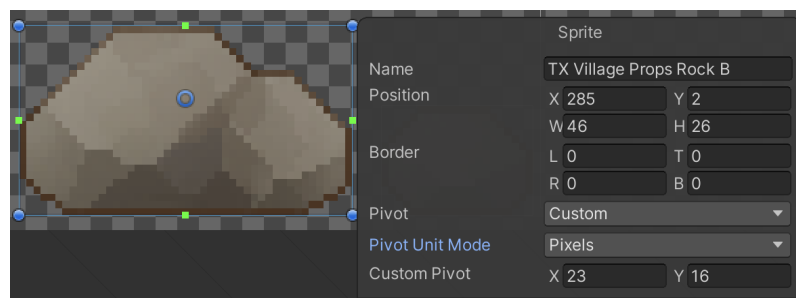 Sprite
Name TX Village Props Rock B
Position X 285 Y 2
W 46 H 26
Border L 0 T 0
R 0 B 0
Pivot Custom
Pivot Unit Mode Pixels
Custom Pivot X 23 Y 16